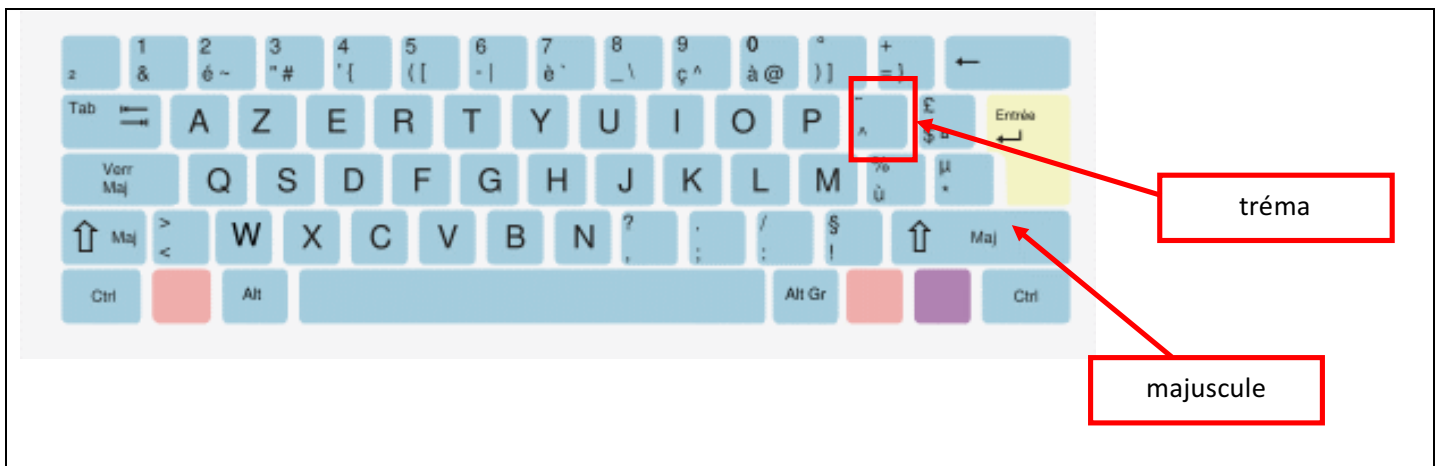 1 2 3 4 5 6 7 8 9 0 ° +
² & é ~ " # ' { ( [ - | è ` _ \ ç ^ à @ ) ] = } ←
Tab A Z E R T Y U I O P ¨ ^ £ $ ¤ Entrée
Verr Maj Q S D F G H J K L M % ù µ *
⇧ Maj > < W X C V B N ? , . ; / : § ! ⇧ Maj
Ctrl Alt Alt Gr Ctrl
tréma
majuscule